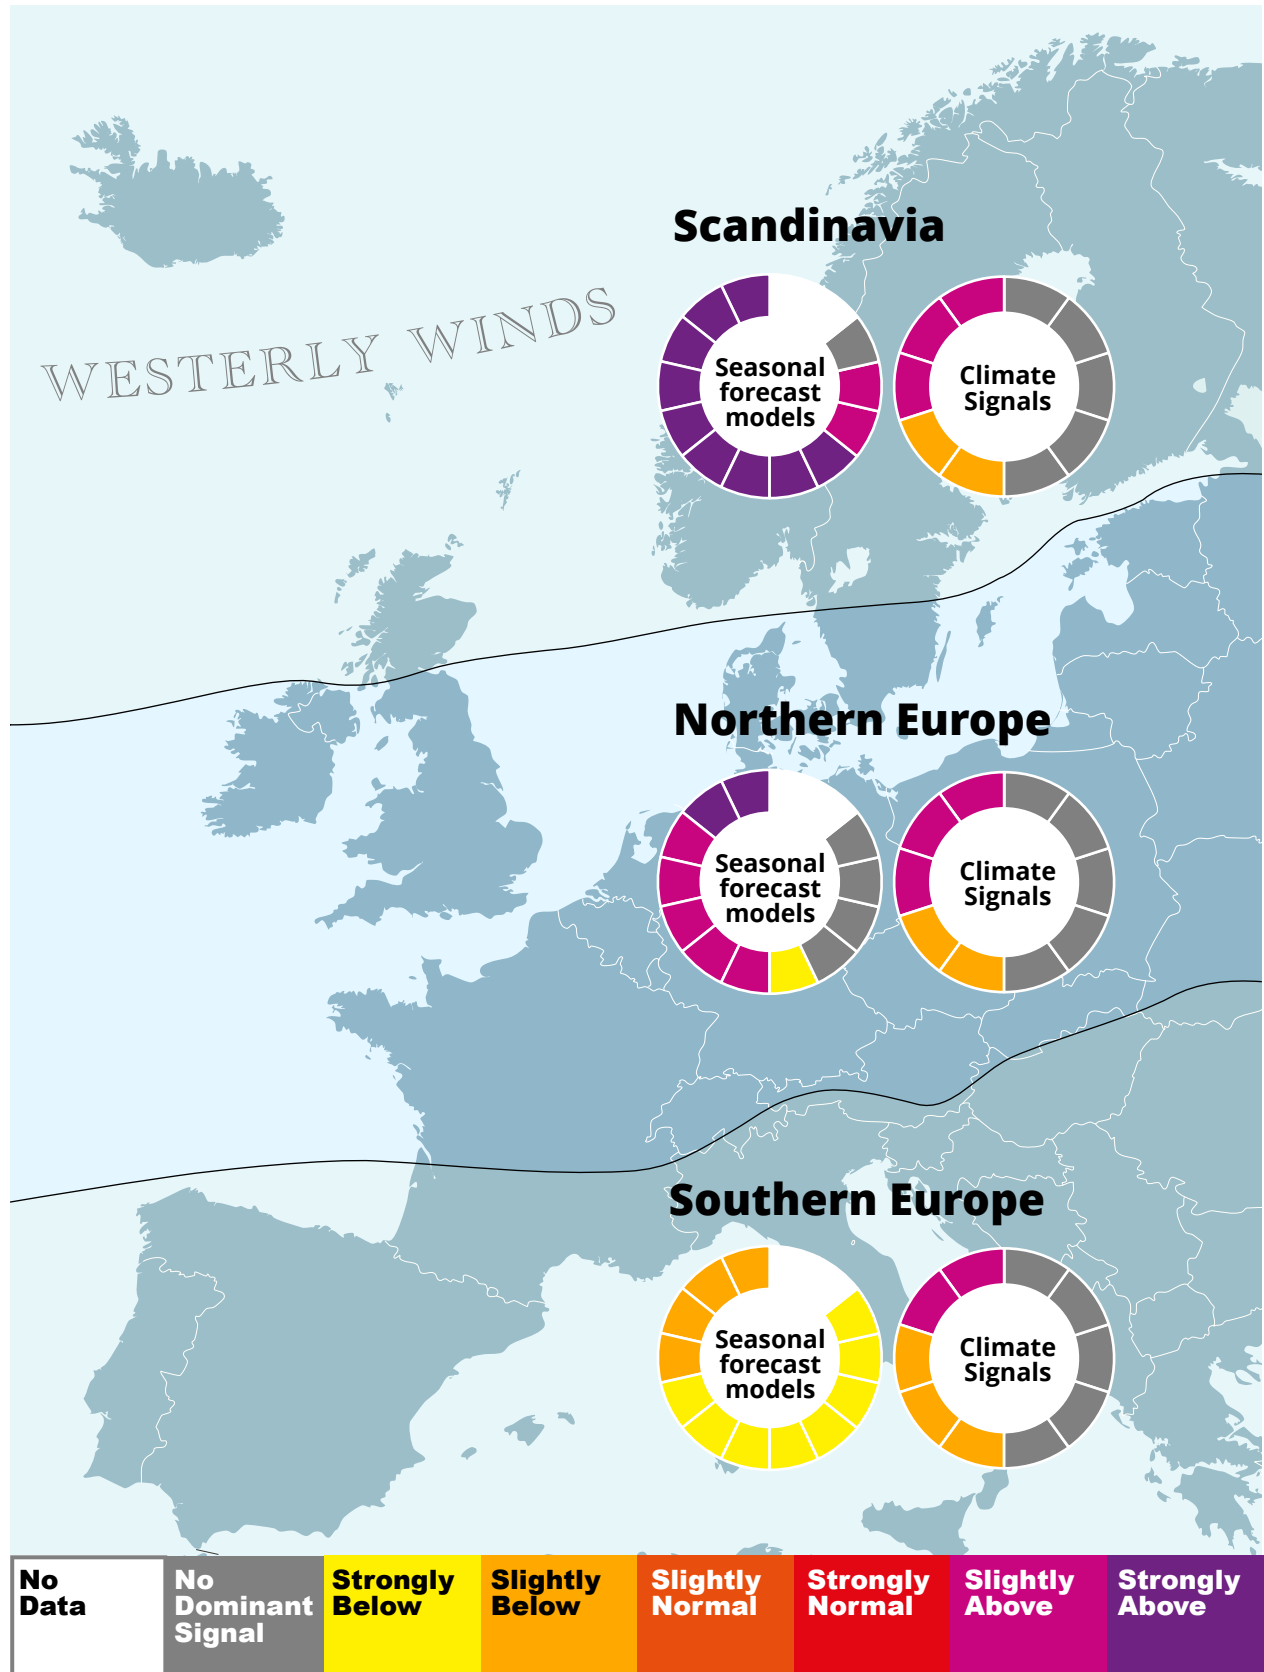 Scandinavia
WESTERLY WINDS
Seasonal
forecast
models
Climate
Signals
Northern Europe
Seasonal
forecast
models
Climate
Signals
Southern Europe
Seasonal
forecast
models
Climate
Signals
No
Data
No
Dominant
Signal
Strongly
Below
Slightly
Below
Slightly
Normal
Strongly
Normal
Slightly
Above
Strongly
Above